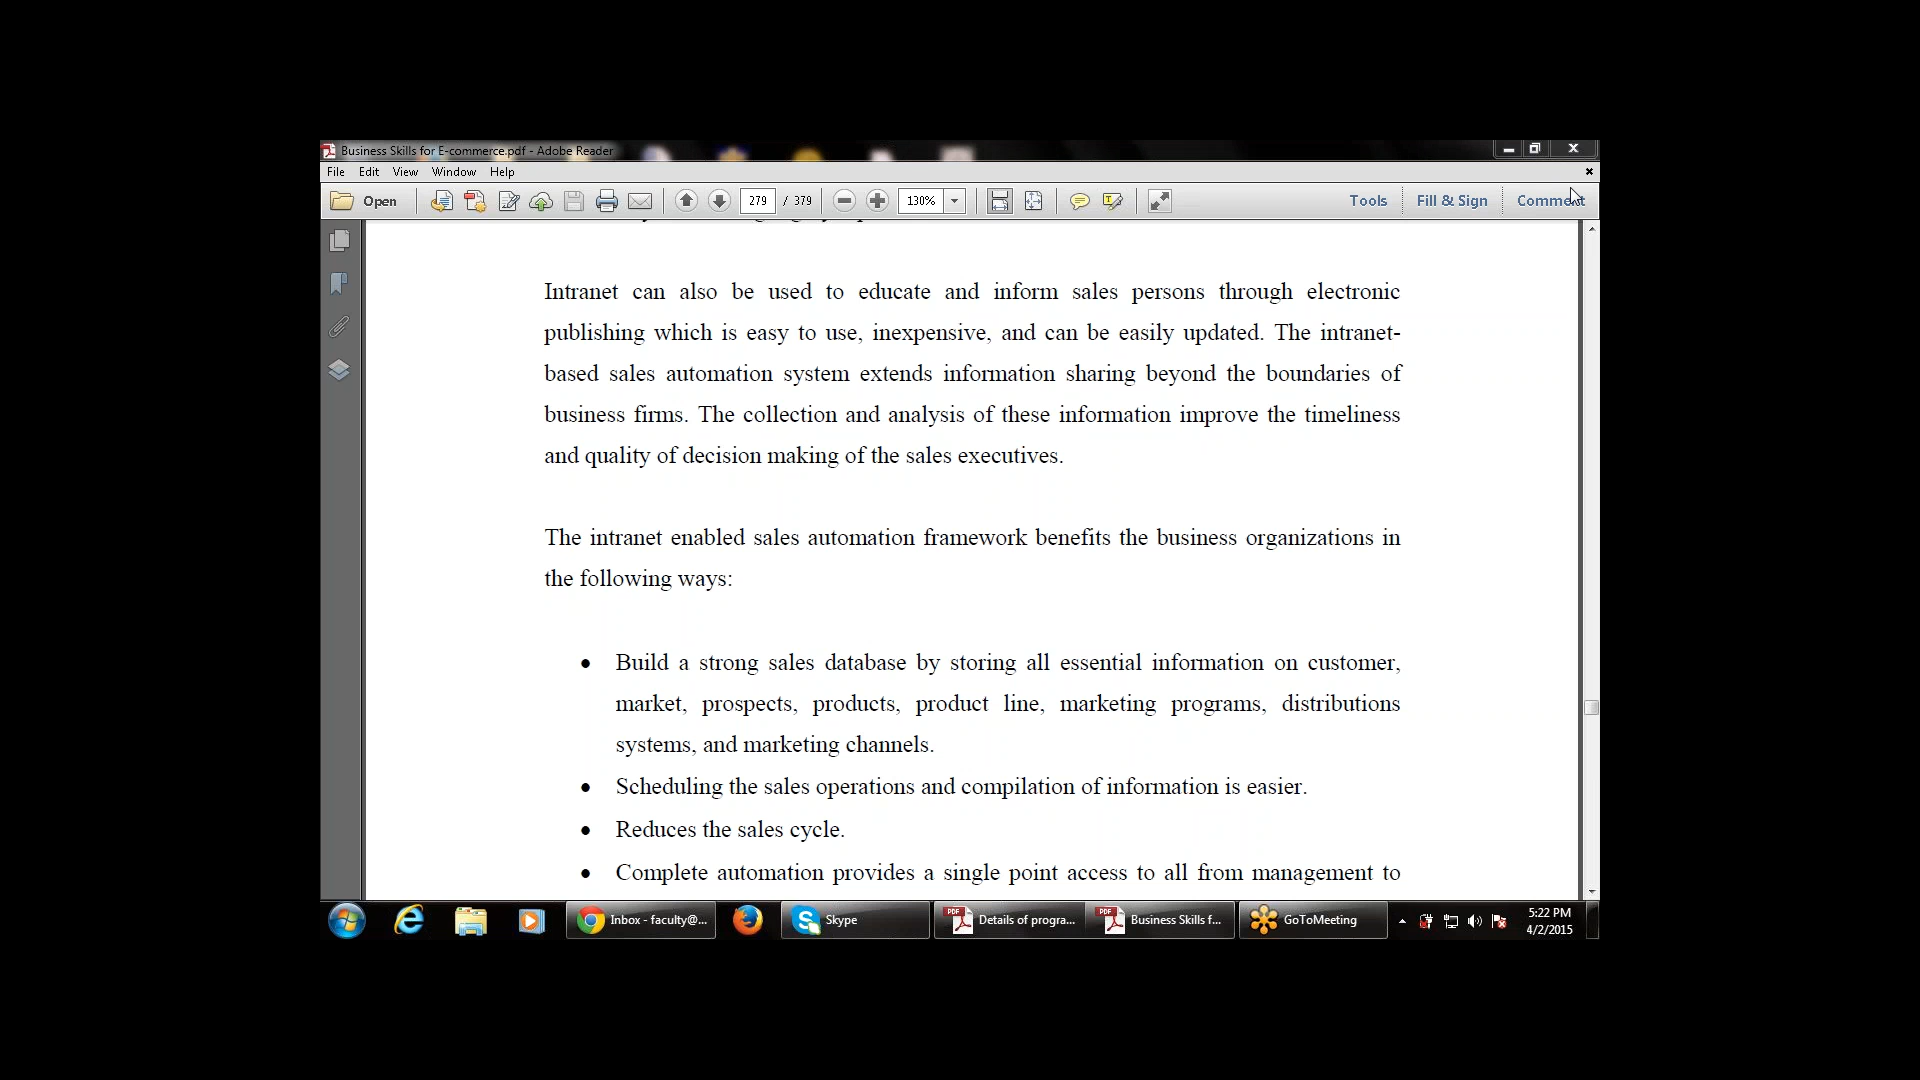 Business Skills for E-commerce.pdf - Adobe Reader
File Edit View Window Help
Open 279 / 379 130% Tools Fill & Sign Comment
Intranet can also be used to educate and inform sales persons through electronic
publishing which is easy to use, inexpensive, and can be easily updated. The intranet-
based sales automation system extends information sharing beyond the boundaries of
business firms. The collection and analysis of these information improve the timeliness
and quality of decision making of the sales executives.
The intranet enabled sales automation framework benefits the business organizations in
the following ways:
• Build a strong sales database by storing all essential information on customer,
market, prospects, products, product line, marketing programs, distributions
systems, and marketing channels.
• Scheduling the sales operations and compilation of information is easier.
• Reduces the sales cycle.
• Complete automation provides a single point access to all from management to
Inbox - faculty@... Skype Details of progra... Business Skills f... GoToMeeting 5:22 PM
4/2/2015